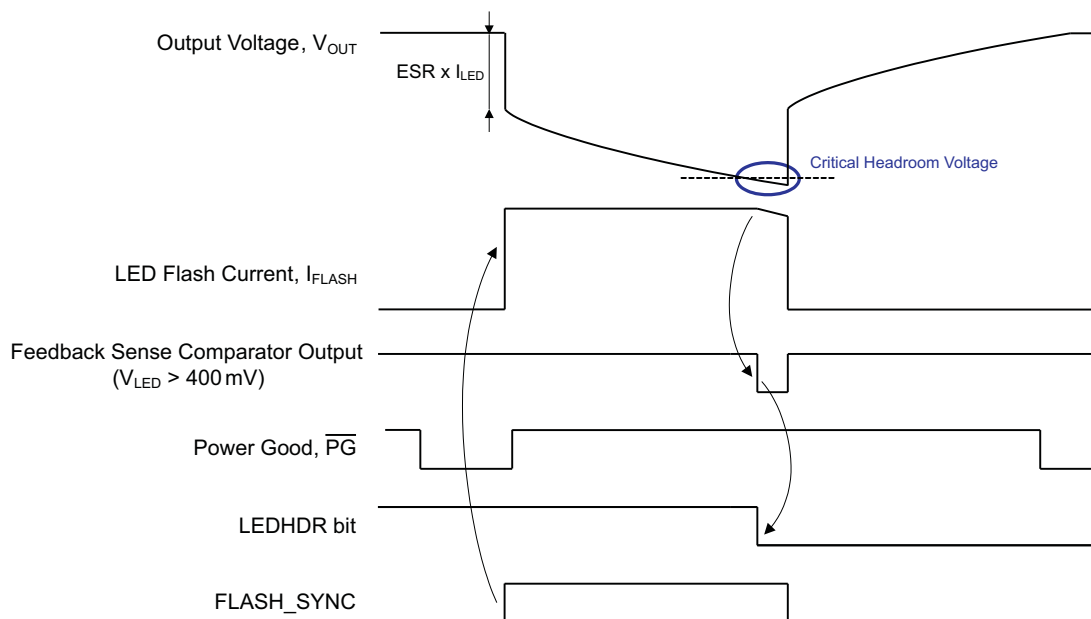 Output Voltage, VOUT
ESR x ILED
Critical Headroom Voltage
LED Flash Current, IFLASH
Feedback Sense Comparator Output
(VLED > 400 mV)
Power Good, P̅G̅
LEDHDR bit
FLASH_SYNC